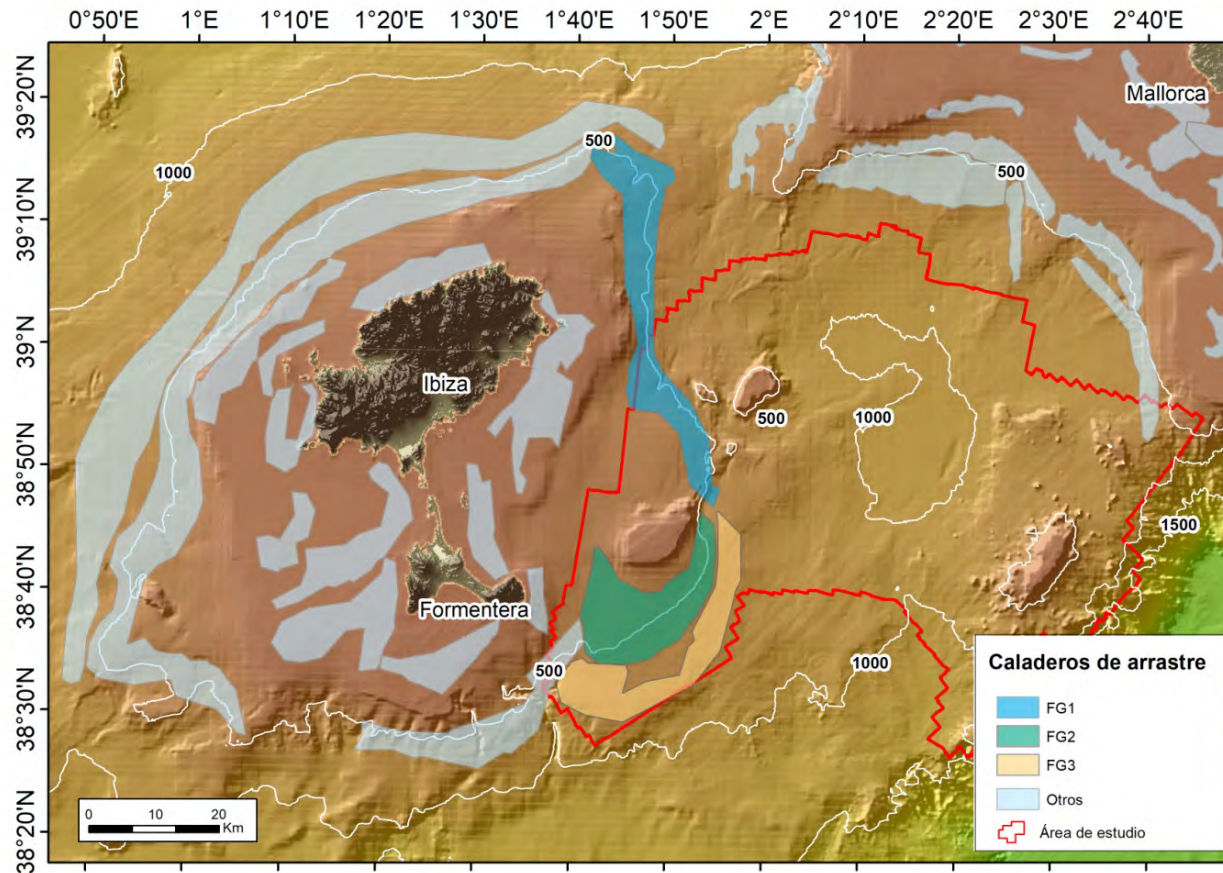 0°50'E 1°E 1°10'E 1°20'E 1°30'E 1°40'E 1°50'E 2°E 2°10'E 2°20'E 2°30'E 2°40'E
39°20'N
39°10'N
39°N
38°50'N
38°40'N
38°30'N
38°20'N
Mallorca
500
1000
500
Ibiza
500
1000
1500
Formentera
500
1000
Caladeros de arrastre
FG1
FG2
FG3
Otros
Área de estudio
0 10 20
Km